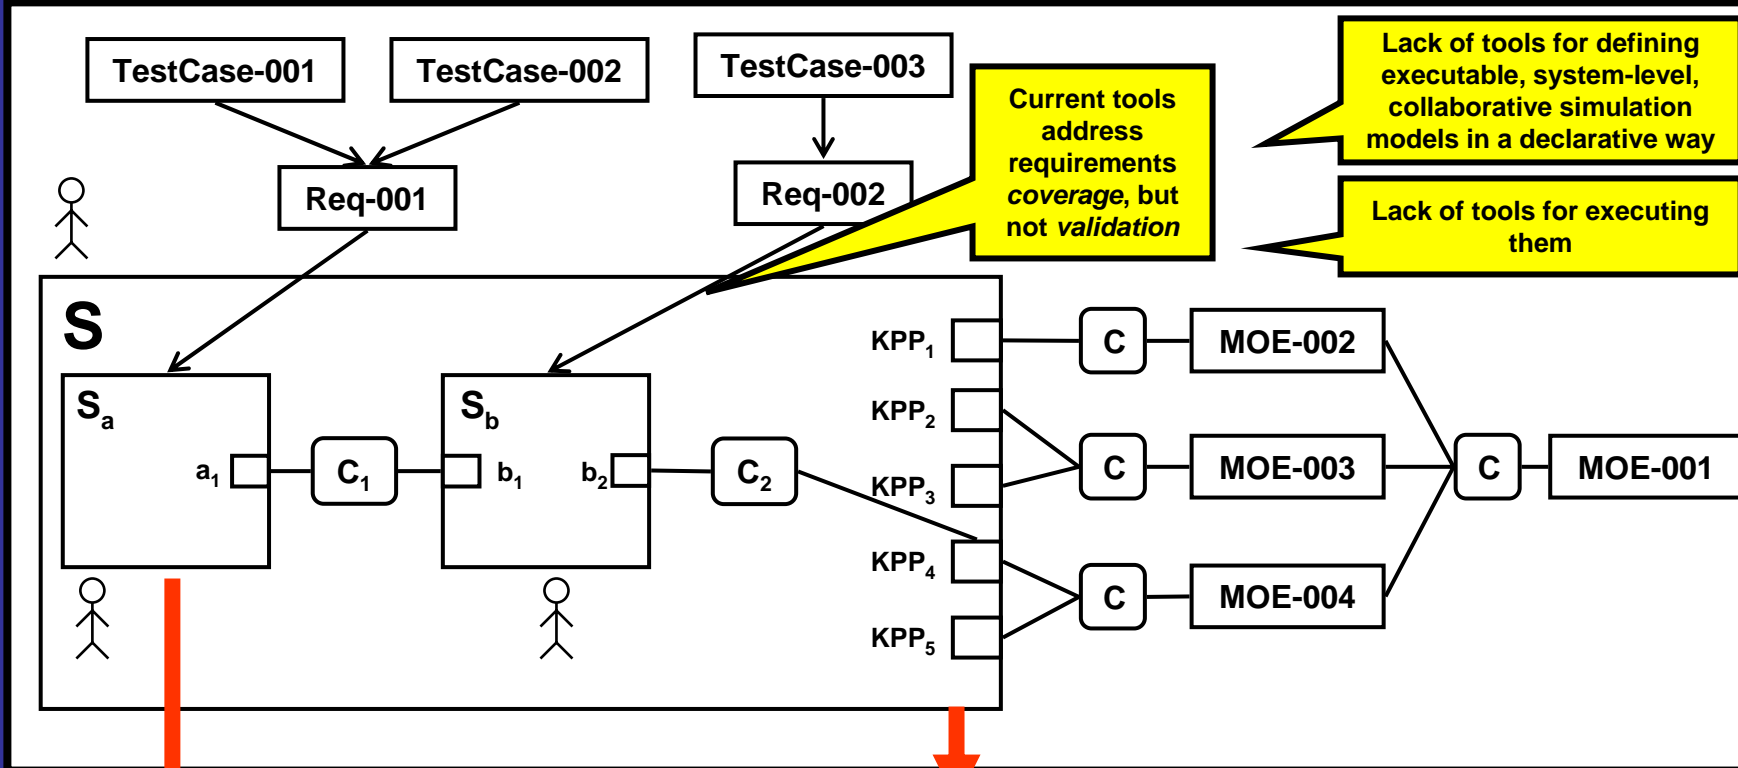 TestCase-001
TestCase-002
TestCase-003
Current tools
address
requirements
coverage, but
not validation
Lack of tools for defining
executable, system-level,
collaborative simulation
models in a declarative way
Lack of tools for executing
them
Req-001
Req-002
S
Sa
a1
C1
Sb
b1
b2
C2
KPP1
KPP2
KPP3
KPP4
KPP5
C
MOE-002
C
MOE-003
C
MOE-004
C
MOE-001